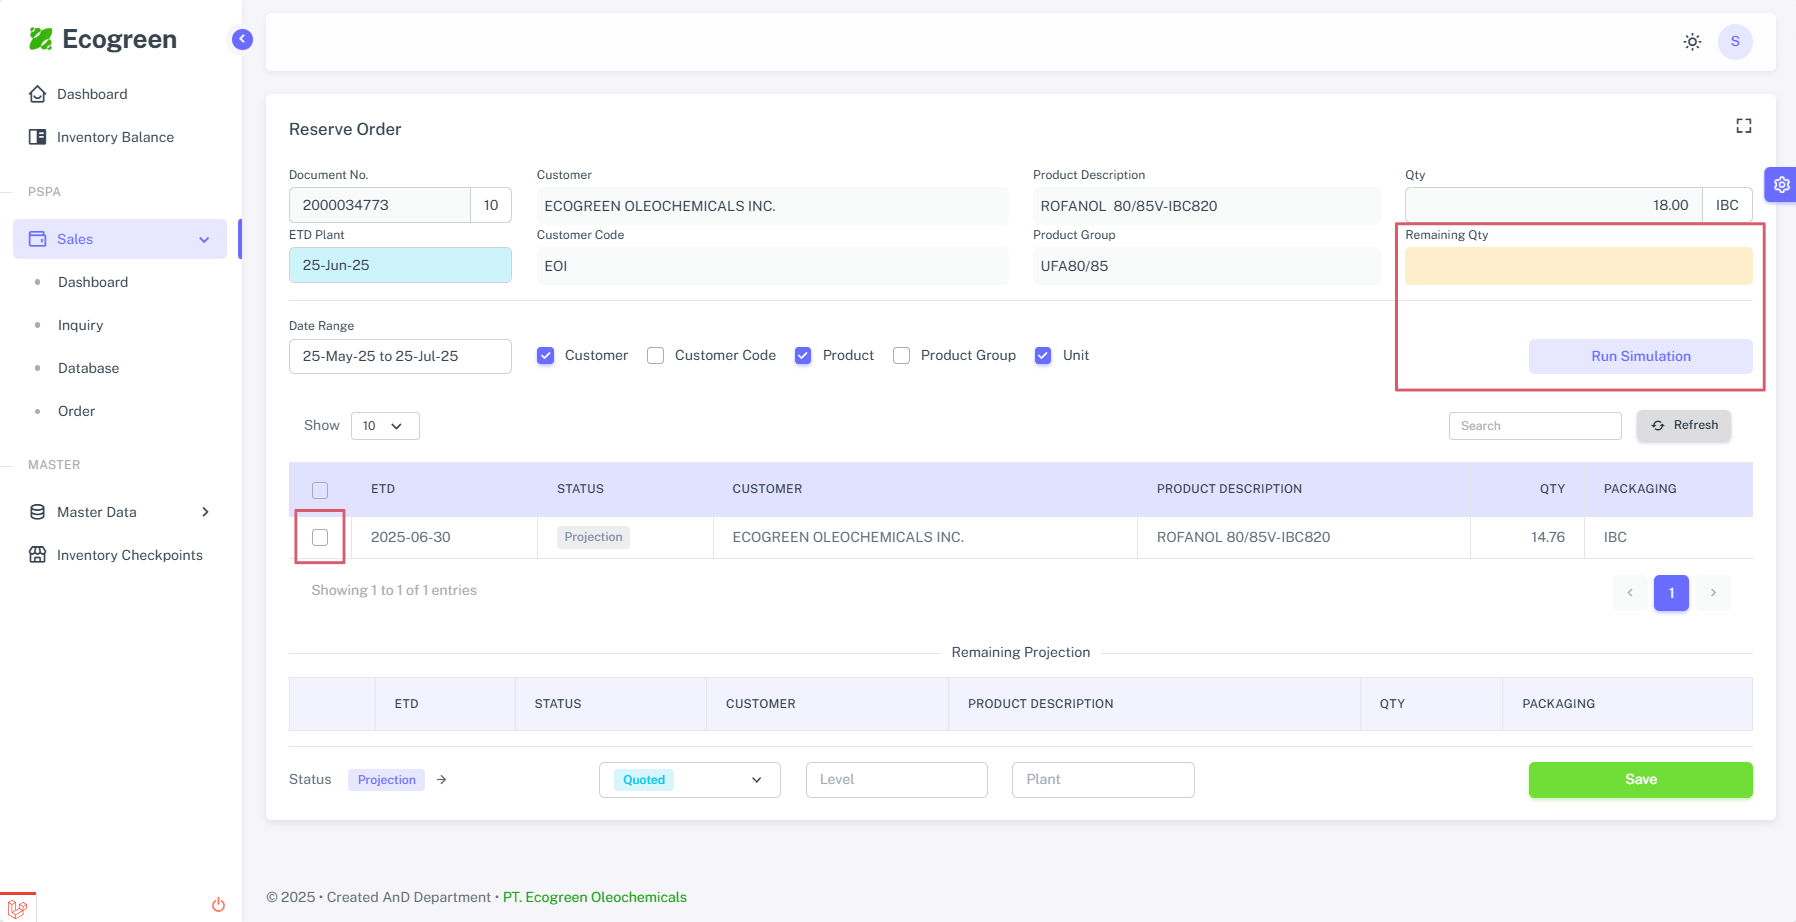 Ecogreen
Dashboard
Inventory Balance
PSPA
Sales
Dashboard
Inquiry
Database
Order
MASTER
Master Data
Inventory Checkpoints
S
Reserve Order
Document No. Customer Product Description Qty
2000034773 10 ECOGREEN OLEOCHEMICALS INC. ROFANOL 80/85V-IBC820 18.00 IBC
ETD Plant Customer Code Product Group Remaining Qty
25-Jun-25 EOI UFA80/85
Date Range
25-May-25 to 25-Jul-25 Customer Customer Code Product Product Group Unit Run Simulation
Show 10 Search Refresh
ETD STATUS CUSTOMER PRODUCT DESCRIPTION QTY PACKAGING
2025-06-30 Projection ECOGREEN OLEOCHEMICALS INC. ROFANOL 80/85V-IBC820 14.76 IBC
Showing 1 to 1 of 1 entries 1
Remaining Projection
ETD STATUS CUSTOMER PRODUCT DESCRIPTION QTY PACKAGING
Status Projection → Quoted Level Plant Save
© 2025 • Created AnD Department • PT. Ecogreen Oleochemicals